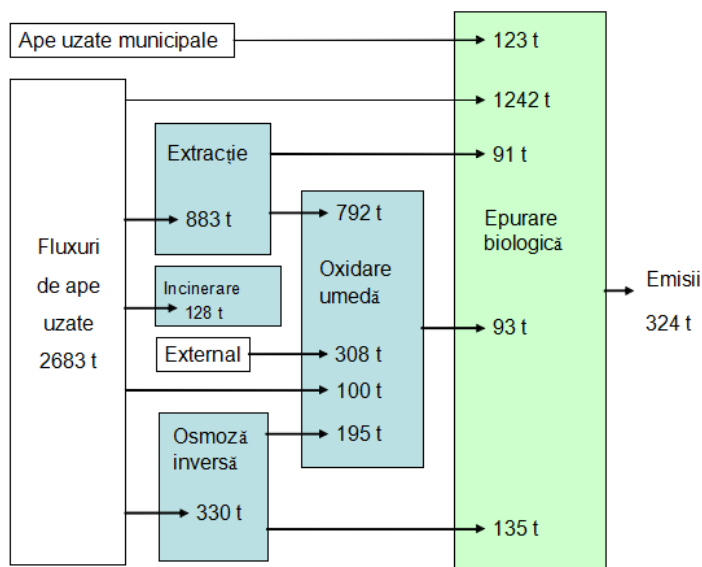 Ape uzate municipale
123 t
1242 t
Extracție
91 t
883 t
792 t
Epurare
biologică
Fluxuri
de ape
uzate
2683 t
Oxidare
umedă
Incinerare
128 t
Emisii
324 t
93 t
External
308 t
100 t
195 t
Osmoză
inversă
330 t
135 t